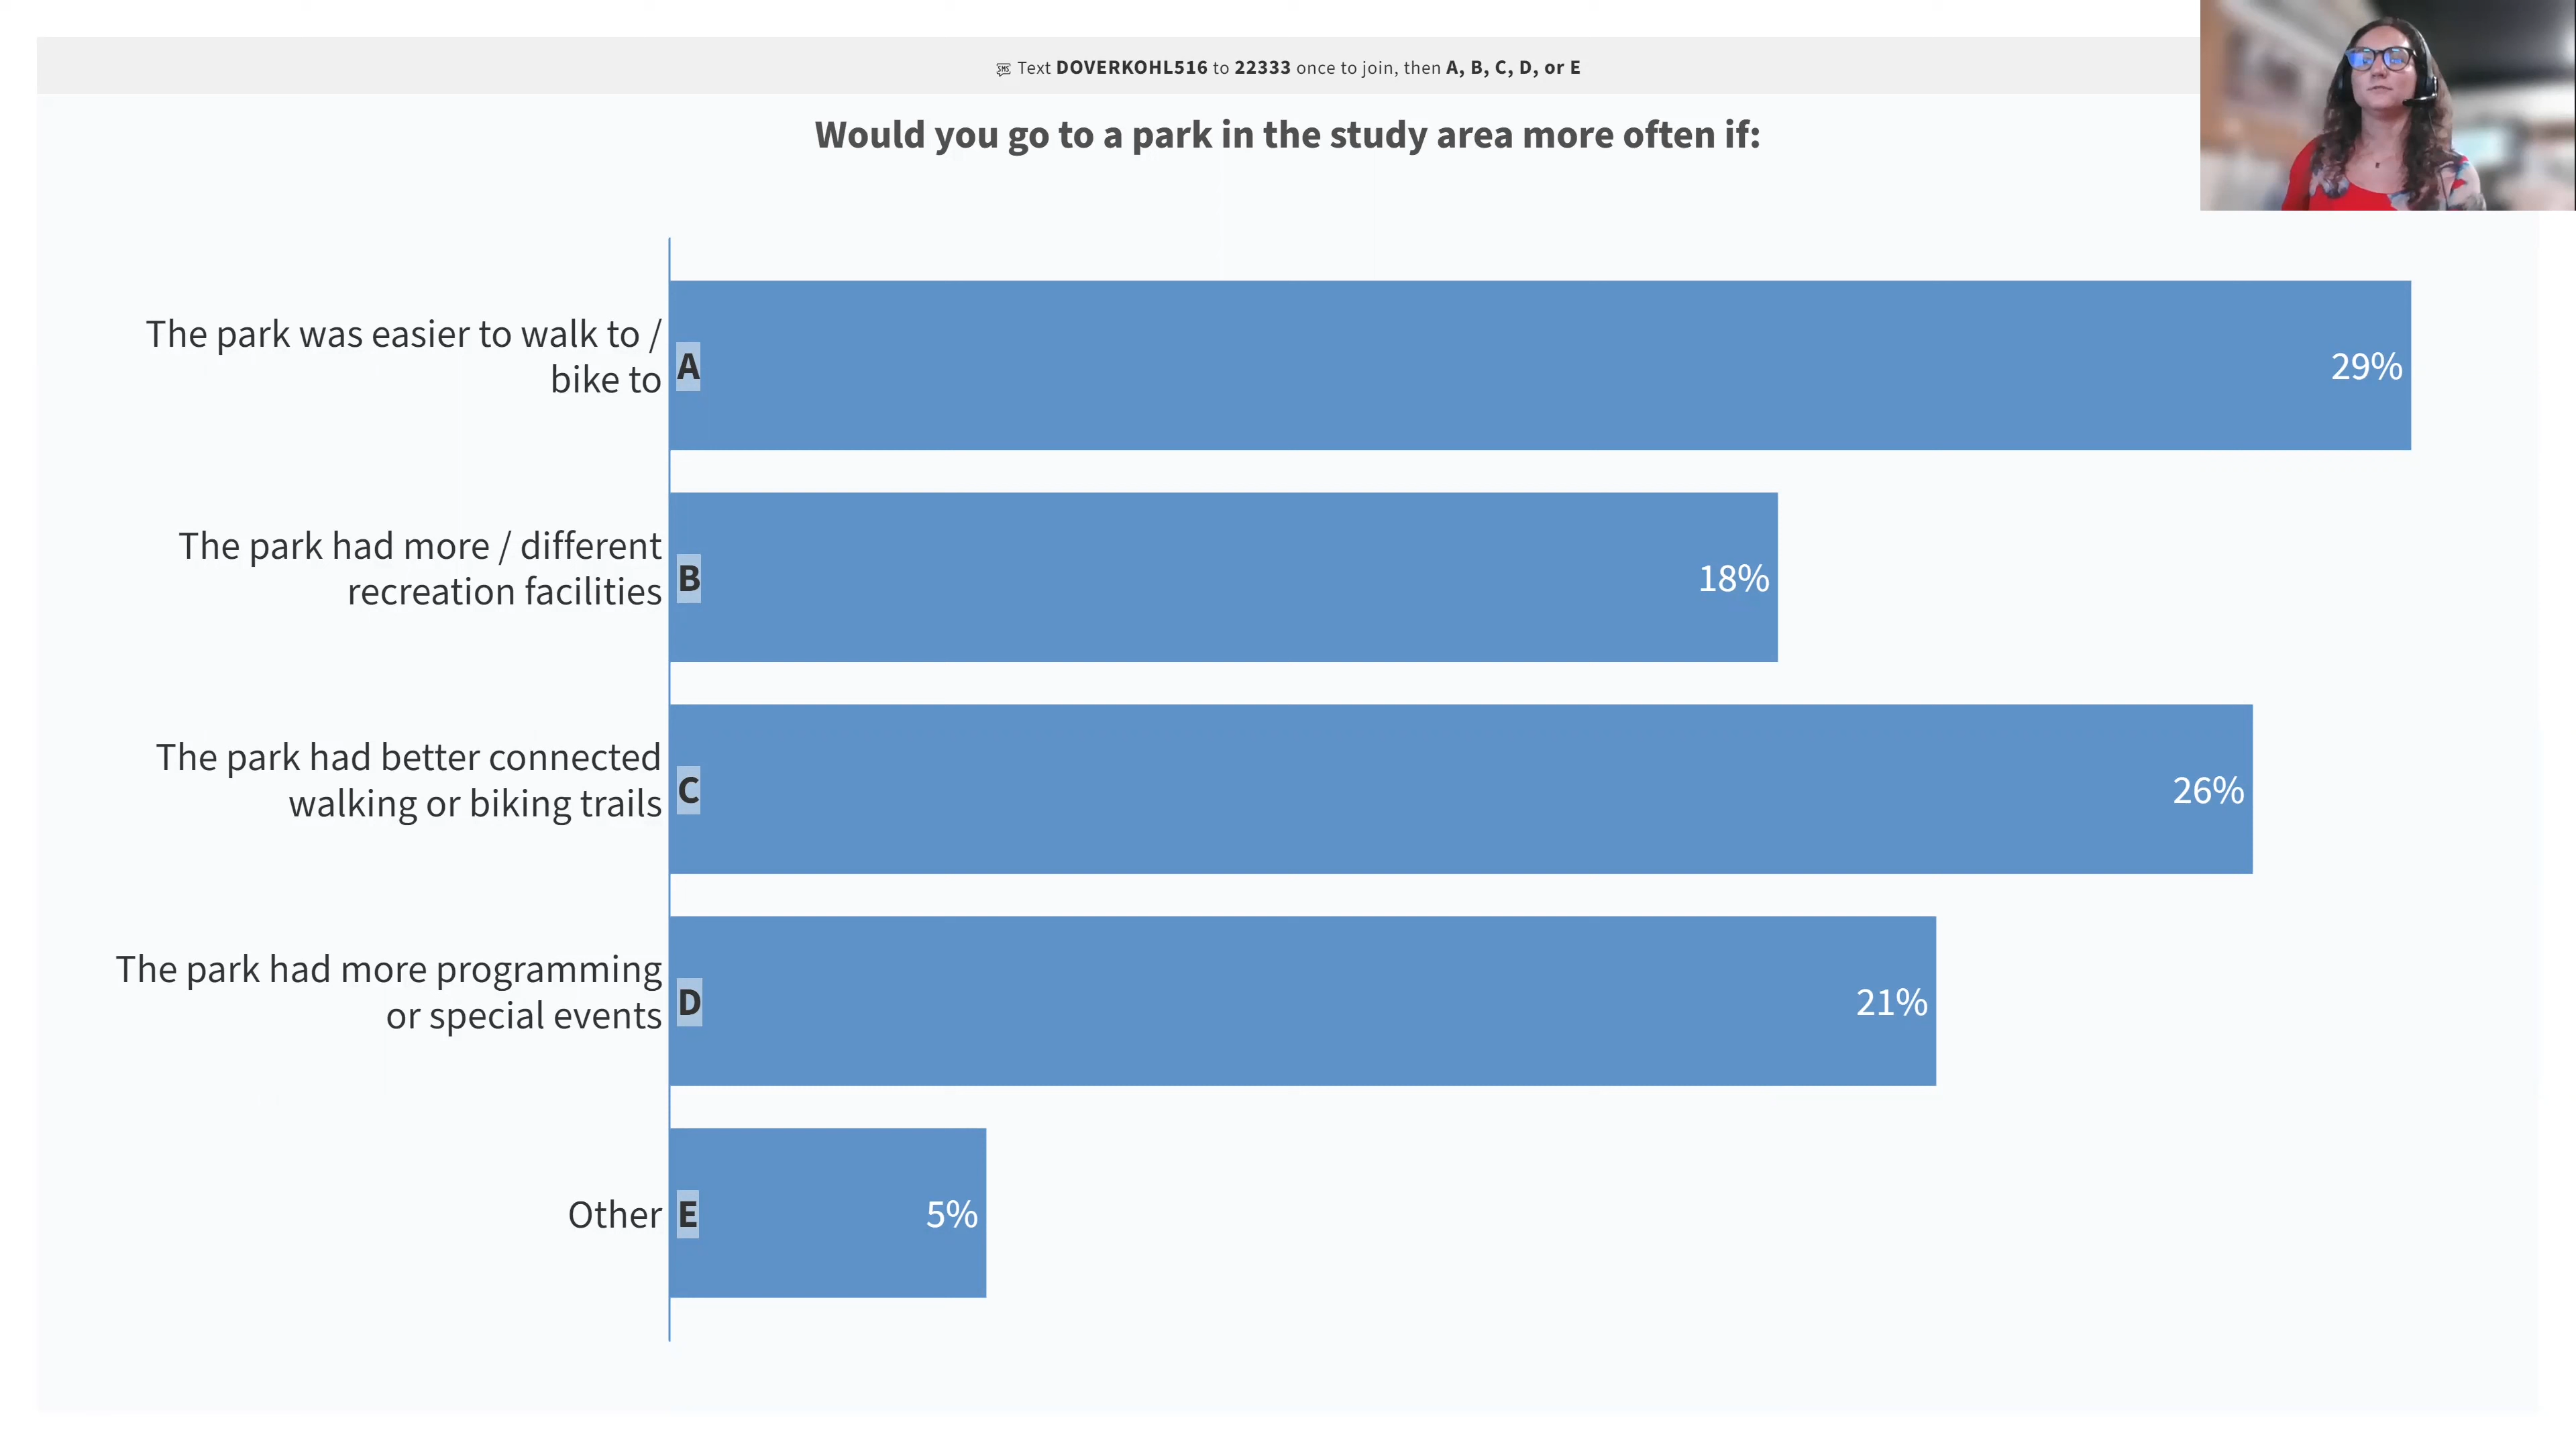 Text DOVERKOHL516 to 22333 once to join, then A, B, C, D, or E
Would you go to a park in the study area more often if:
The park was easier to walk to /
bike to
A
29%
The park had more / different
recreation facilities
B
18%
The park had better connected
walking or biking trails
C
26%
The park had more programming
or special events
D
21%
Other
E
5%